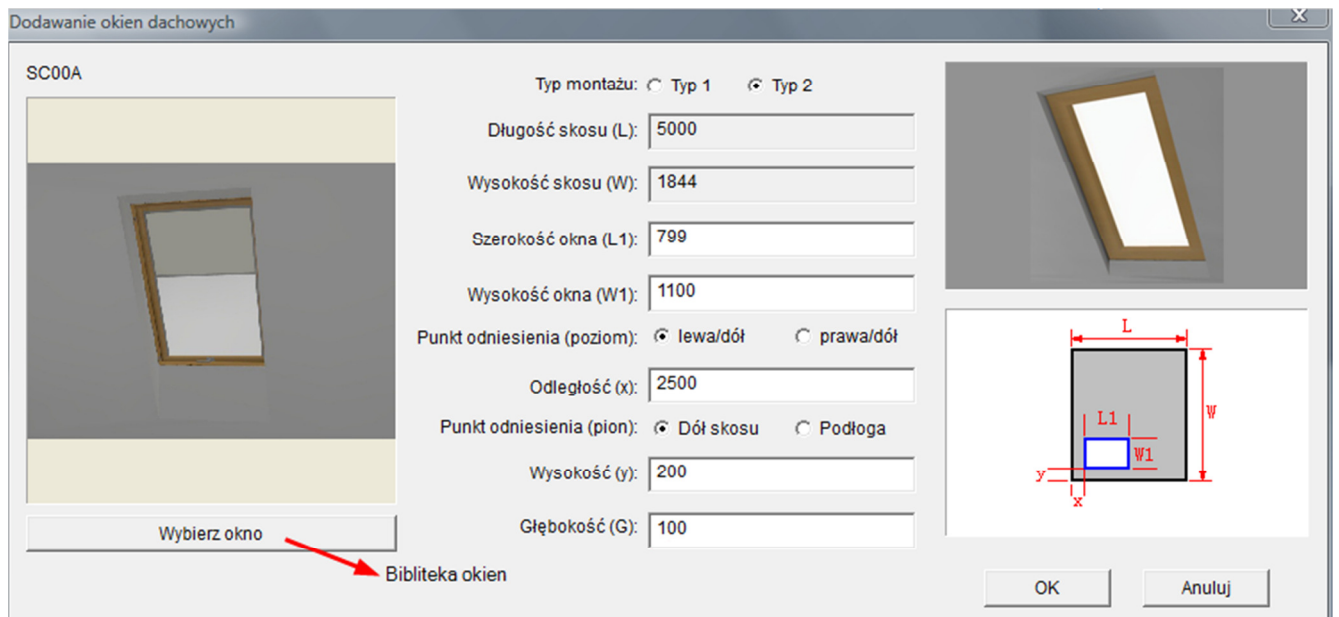 Dodawanie okien dachowych
X
SC00A
Typ montażu: Typ 1 Typ 2
Długość skosu (L): 5000
Wysokość skosu (W): 1844
Szerokość okna (L1): 799
Wysokość okna (W1): 1100
Punkt odniesienia (poziom): lewa/dół prawa/dół
Odległość (x): 2500
Punkt odniesienia (pion): Dół skosu Podłoga
Wysokość (y): 200
Głębokość (G): 100
Wybierz okno
Bibliteka okien
L
W
L1
W1
y
x
OK Anuluj